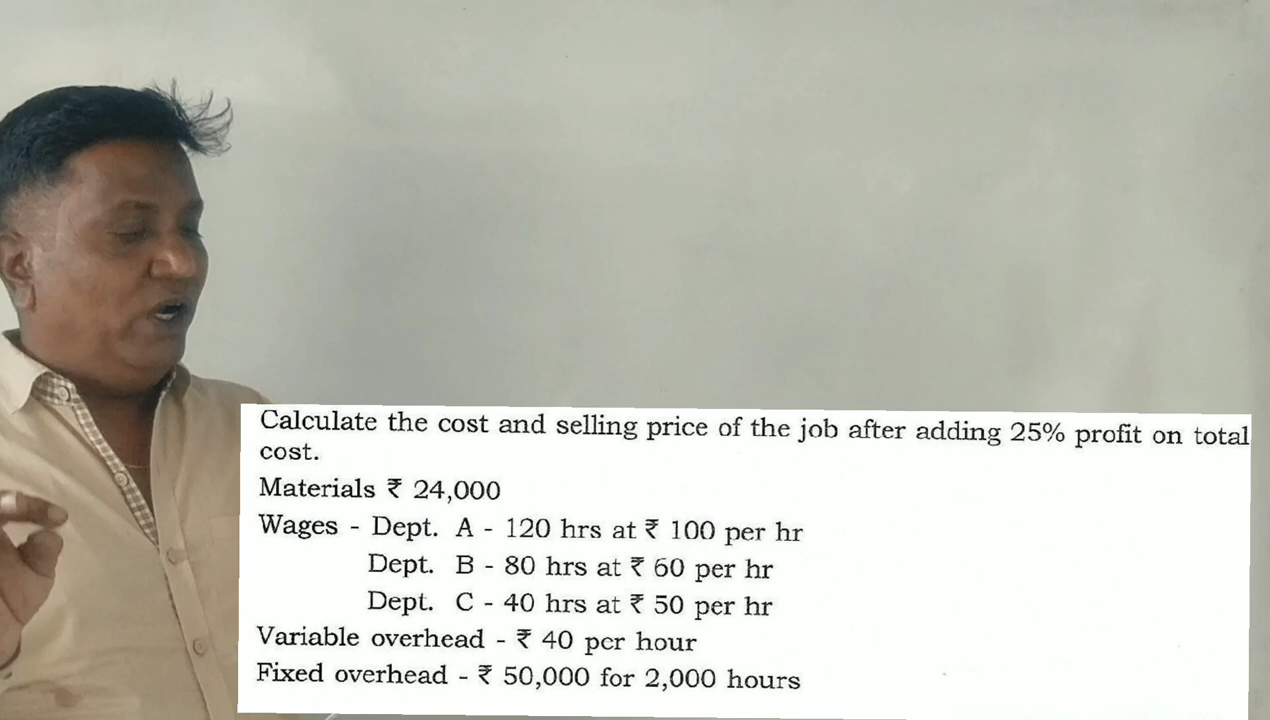 Calculate the cost and selling price of the job after adding 25% profit on total
cost.
Materials ₹ 24,000
Wages - Dept. A - 120 hrs at ₹ 100 per hr
Dept. B - 80 hrs at ₹ 60 per hr
Dept. C - 40 hrs at ₹ 50 per hr
Variable overhead - ₹ 40 per hour
Fixed overhead - ₹ 50,000 for 2,000 hours